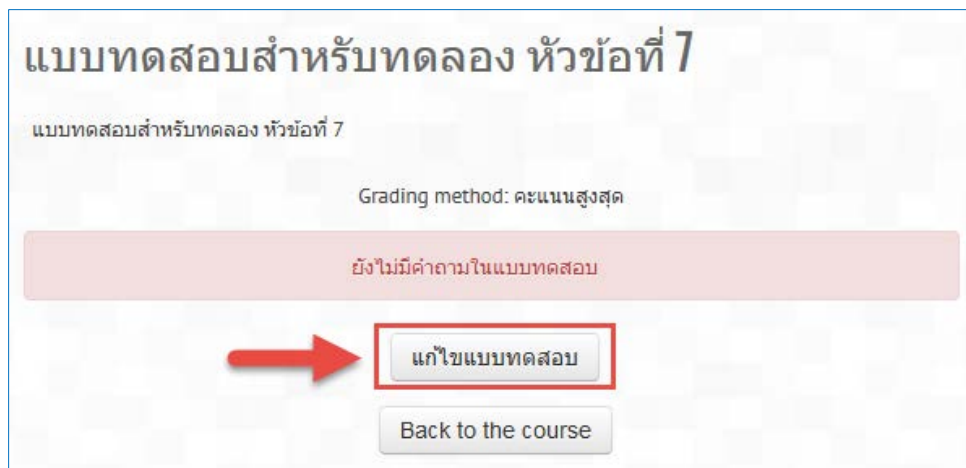 แบบทดสอบสำหรับทดลอง หัวข้อที่ 7
แบบทดสอบสำหรับทดลอง หัวข้อที่ 7
Grading method: คะแนนสูงสุด
ยังไม่มีคำถามในแบบทดสอบ
แก้ไขแบบทดสอบ
Back to the course